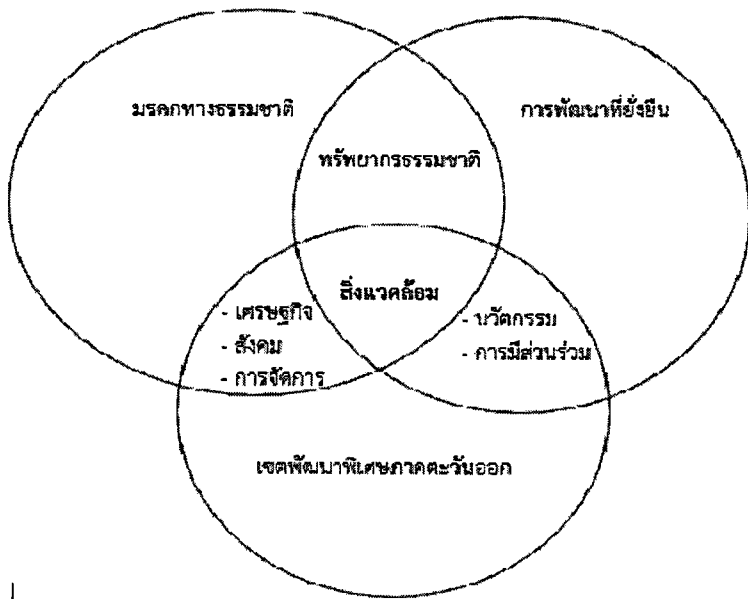 มรดกทางธรรมชาติ
การพัฒนาที่ยั่งยืน
ทรัพยากรธรรมชาติ
สิ่งแวดล้อม
- เศรษฐกิจ
- สังคม
- การจัดการ
- นวัตกรรม
- การมีส่วนร่วม
เขตพัฒนาพิเศษภาคตะวันออก